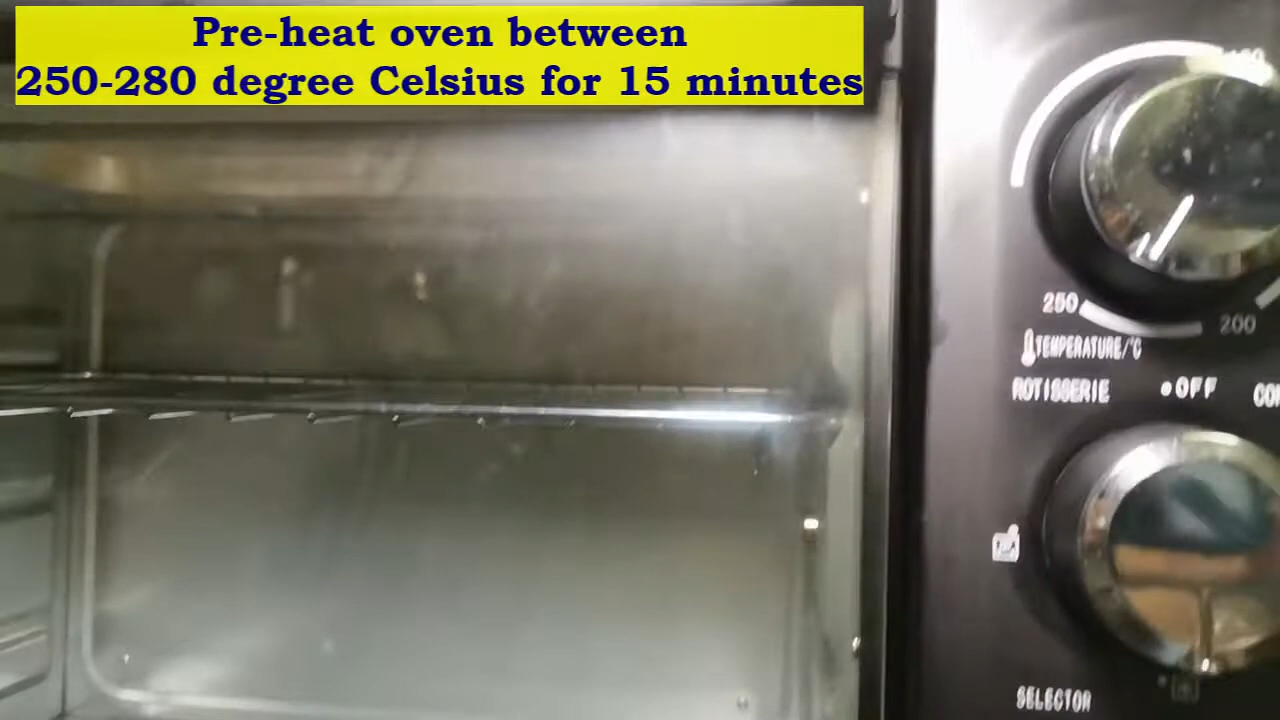 Pre-heat oven between
250-280 degree Celsius for 15 minutes
250
200
TEMPERATURE/°C
ROTISSERIE
•OFF
SELECTOR